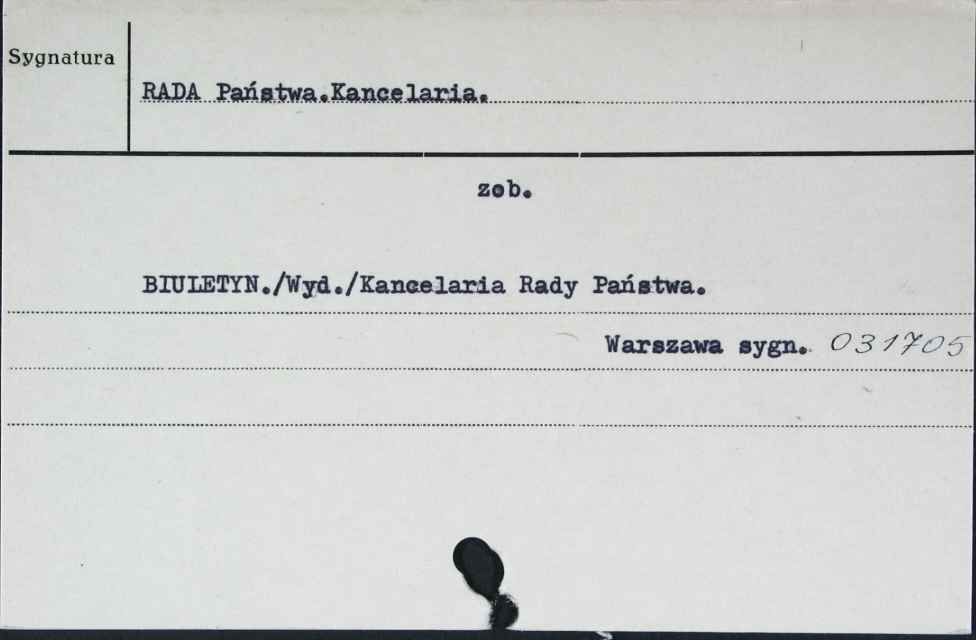 Sygnatura
RADA Państwa.Kancelaria.
zob.
BIULETYN./Wyd./Kancelaria Rady Państwa.
Warszawa sygn. 031705